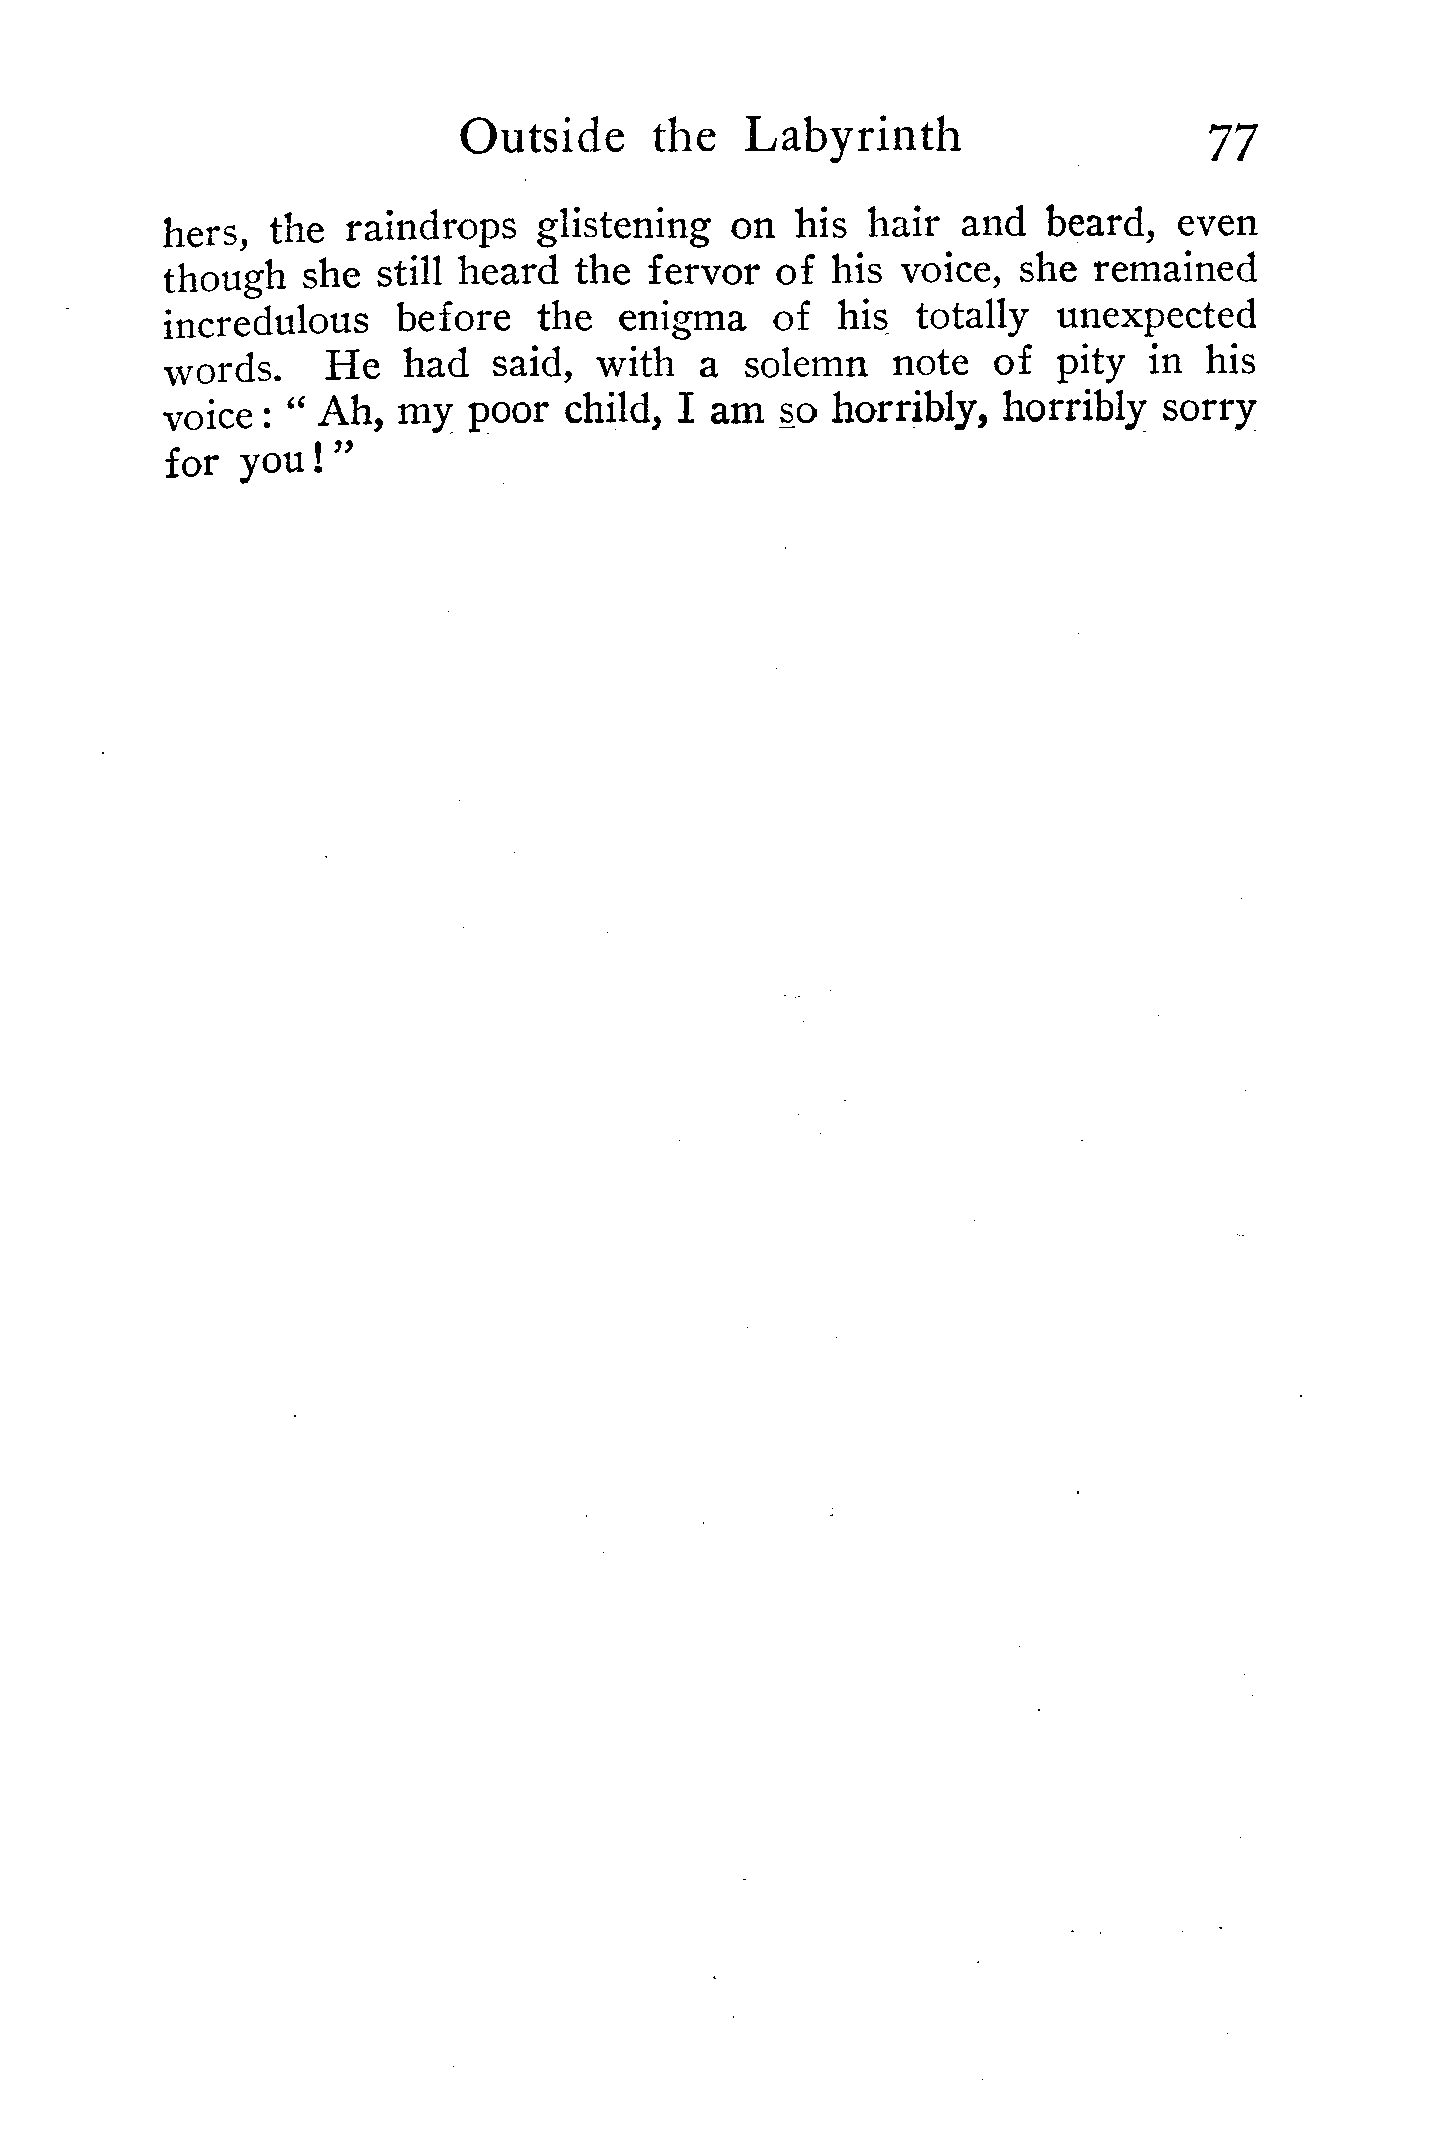 Outside the Labyrinth 77
hers, the raindrops glistening on his hair and beard, even
though she still heard the fervor of his voice, she remained
incredulous before the enigma of his totally unexpected
words. He had said, with a solemn note of pity in his
voice: “ Ah, my poor child, I am so horribly, horribly sorry
for you!”